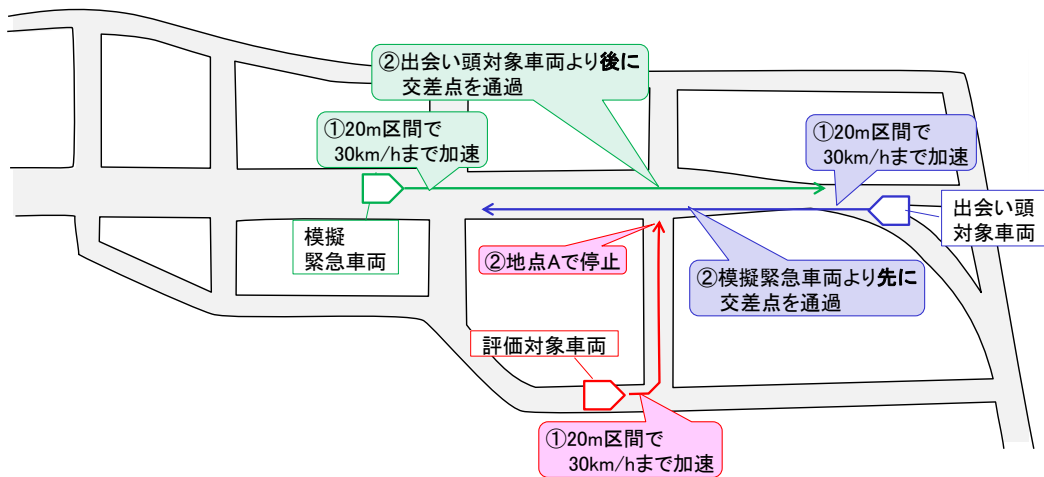 ②出会い頭対象車両より後に
交差点を通過
①20m区間で
30km/hまで加速
①20m区間で
30km/hまで加速
模擬
緊急車両
出会い頭
対象車両
②地点Aで停止
②模擬緊急車両より先に
交差点を通過
評価対象車両
①20m区間で
30km/hまで加速